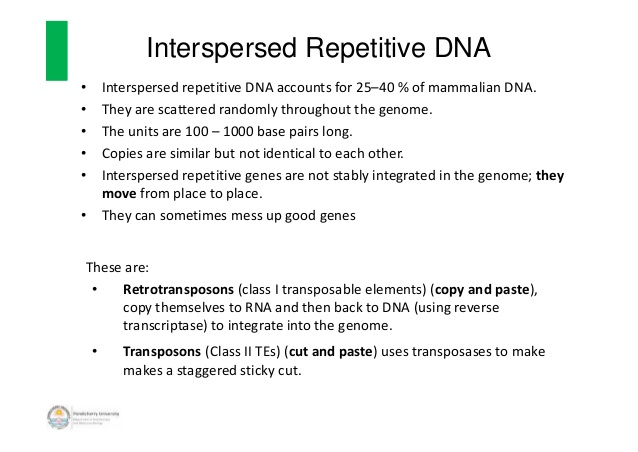 Interspersed Repetitive DNA
• Interspersed repetitive DNA accounts for 25–40 % of mammalian DNA.
• They are scattered randomly throughout the genome.
• The units are 100 – 1000 base pairs long.
• Copies are similar but not identical to each other.
• Interspersed repetitive genes are not stably integrated in the genome; they
move from place to place.
• They can sometimes mess up good genes
These are:
• Retrotransposons (class I transposable elements) (copy and paste),
copy themselves to RNA and then back to DNA (using reverse
transcriptase) to integrate into the genome.
• Transposons (Class II TEs) (cut and paste) uses transposases to make
makes a staggered sticky cut.
Pondicherry University